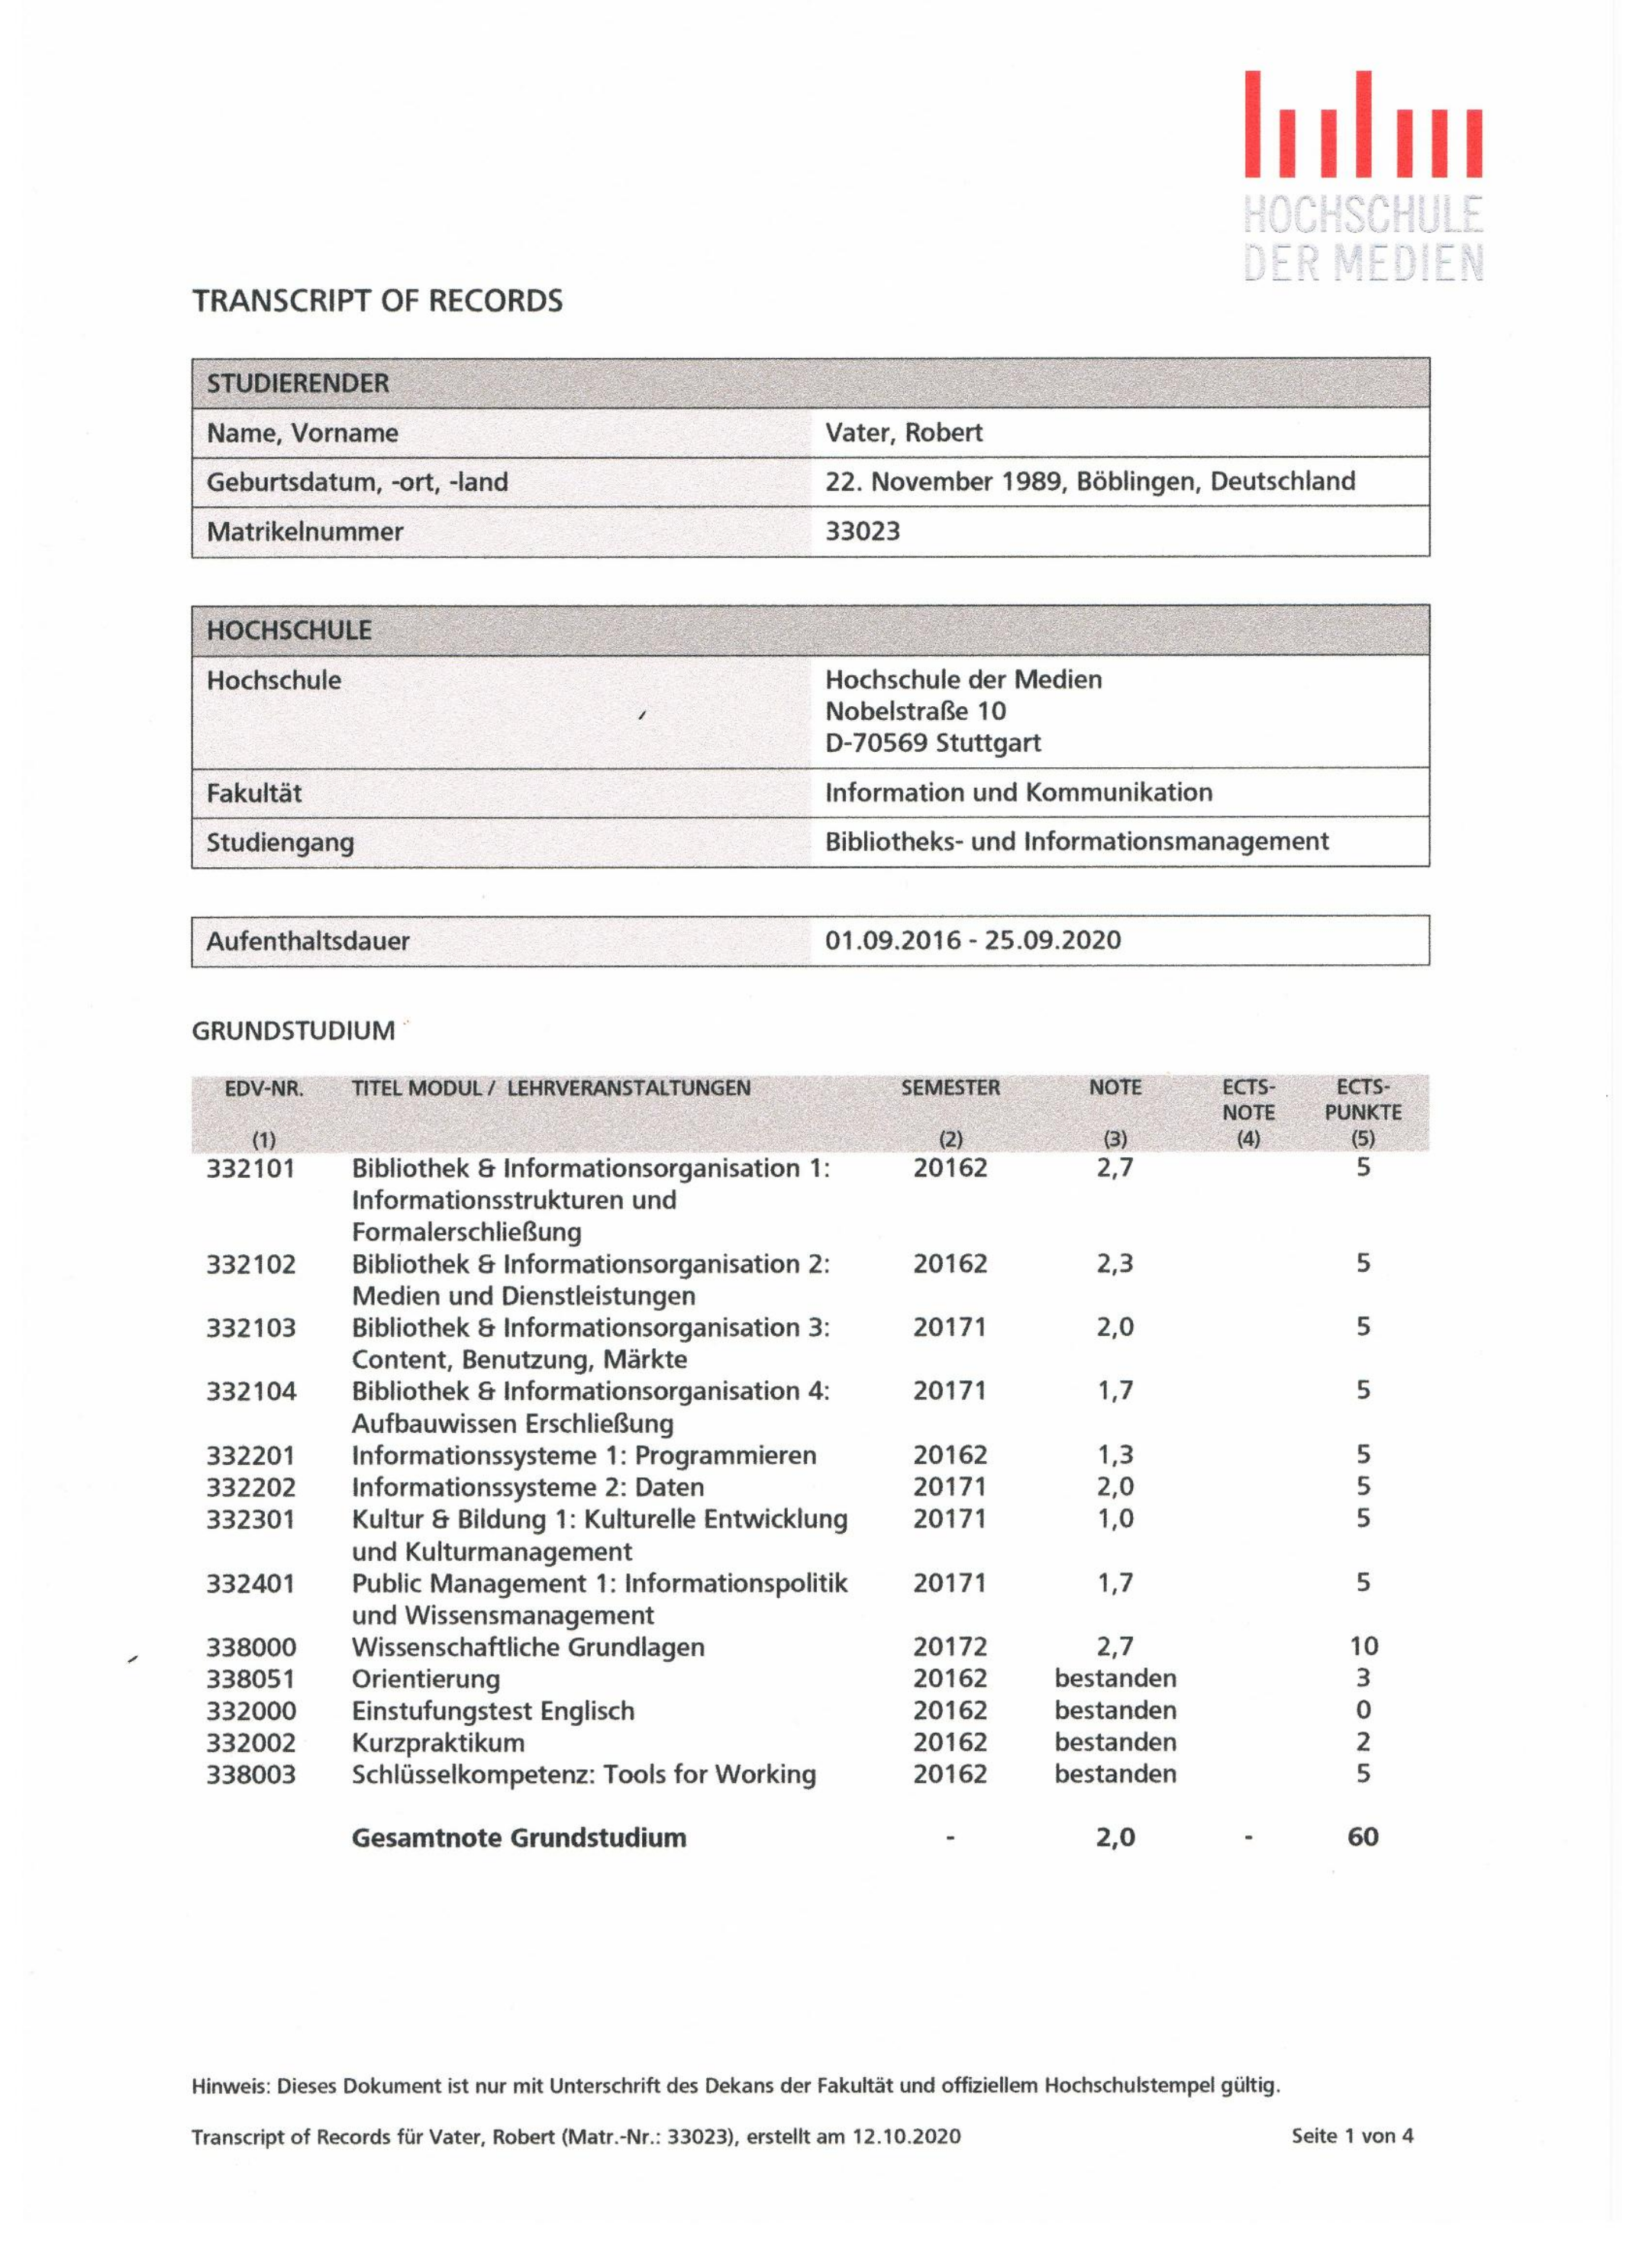 HOCHSCHULE
DER MEDIEN
TRANSCRIPT OF RECORDS
STUDIERENDER
Name, Vorname Vater, Robert
Geburtsdatum, -ort, -land 22. November 1989, Böblingen, Deutschland
Matrikelnummer 33023
HOCHSCHULE
Hochschule Hochschule der Medien
Nobelstraße 10
D-70569 Stuttgart
Fakultät Information und Kommunikation
Studiengang Bibliotheks- und Informationsmanagement
Aufenthaltsdauer 01.09.2016 - 25.09.2020
GRUNDSTUDIUM
EDV-NR. TITEL MODUL / LEHRVERANSTALTUNGEN SEMESTER NOTE ECTS- ECTS-
NOTE PUNKTE
(1) (2) (3) (4) (5)
332101 Bibliothek & Informationsorganisation 1: 20162 2,7 5
Informationsstrukturen und
Formalerschließung
332102 Bibliothek & Informationsorganisation 2: 20162 2,3 5
Medien und Dienstleistungen
332103 Bibliothek & Informationsorganisation 3: 20171 2,0 5
Content, Benutzung, Märkte
332104 Bibliothek & Informationsorganisation 4: 20171 1,7 5
Aufbauwissen Erschließung
332201 Informationssysteme 1: Programmieren 20162 1,3 5
332202 Informationssysteme 2: Daten 20171 2,0 5
332301 Kultur & Bildung 1: Kulturelle Entwicklung 20171 1,0 5
und Kulturmanagement
332401 Public Management 1: Informationspolitik 20171 1,7 5
und Wissensmanagement
338000 Wissenschaftliche Grundlagen 20172 2,7 10
338051 Orientierung 20162 bestanden 3
332000 Einstufungstest Englisch 20162 bestanden 0
332002 Kurzpraktikum 20162 bestanden 2
338003 Schlüsselkompetenz: Tools for Working 20162 bestanden 5
Gesamtnote Grundstudium - 2,0 - 60
Hinweis: Dieses Dokument ist nur mit Unterschrift des Dekans der Fakultät und offiziellem Hochschulstempel gültig.
Transcript of Records für Vater, Robert (Matr.-Nr.: 33023), erstellt am 12.10.2020 Seite 1 von 4